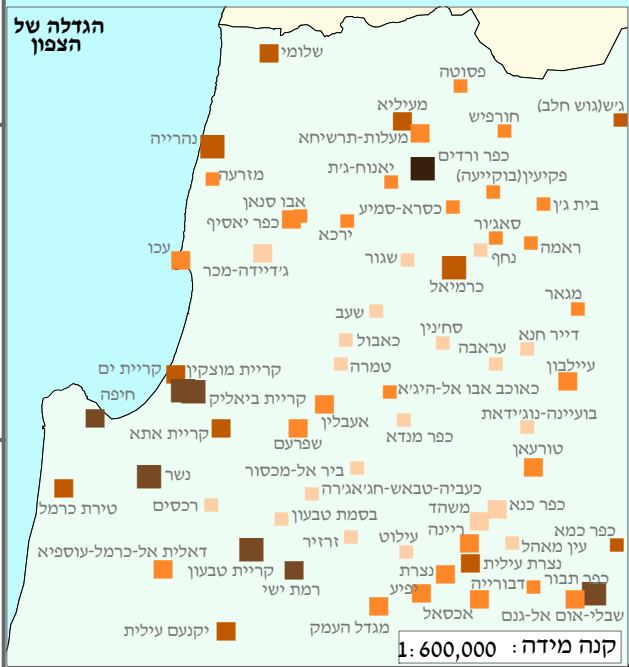 הגדלה של
הצפון
שלומי
פסוטה
מעיליא
ג'ש(גוש חלב)
חורפיש
מעלות-תרשיחא
נהרייה
כפר ורדים
יאנוח-ג'ת
פקיעין(בוקייעה)
מזרעה
אבו סנאן
כסרא-סמיע
בית ג'ן
כפר יאסיף
ירכא
סאג'ור
ראמה
עכו
נחף
שגור
ג'דיידה-מכר
כרמיאל
מגאר
שעב
סח'נין
דייר חנא
כאבול
עראבה
טמרה
עיילבון
קריית ים
קריית מוצקין
כאוכב אבו אל-היג'יא
חיפה
קריית ביאליק
אעבלין
בועיינה-נוג'ידאת
קריית אתא
שפרעם
כפר מנדא
טורעאן
ביר אל-מכסור
נשר
כעביה-טבאש-חג'אג'ירה
טירת כרמל
רכסים
בסמת טבעון
משהד
כפר כנא
ריינה
כפר כמא
זרזיר
עילוט
עין מאהל
דאלית אל-כרמל-עוספיא
נצרת עילית
קריית טבעון
נצרת
כפר תבור
רמת ישי
יפיע
דבורייה
מגדל העמק
אכסאל
שבלי-אום אל-גנם
יקנעם עילית
קנה מידה: 1:600,000